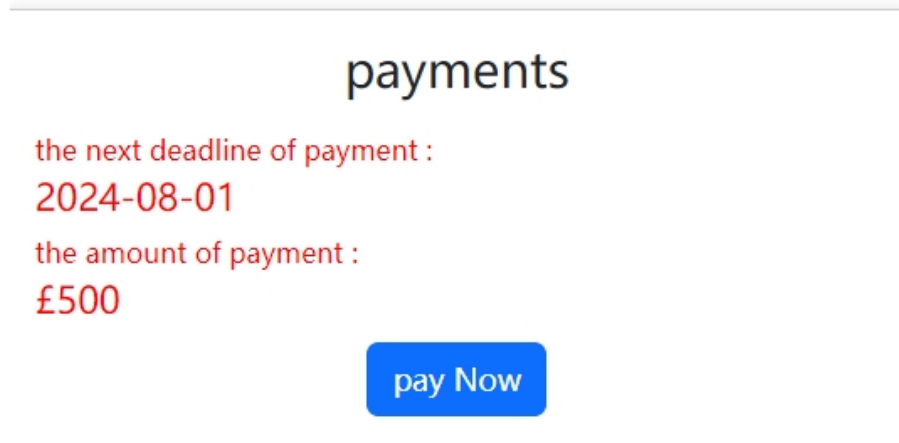 payments
the next deadline of payment :
2024-08-01
the amount of payment :
£500
pay Now